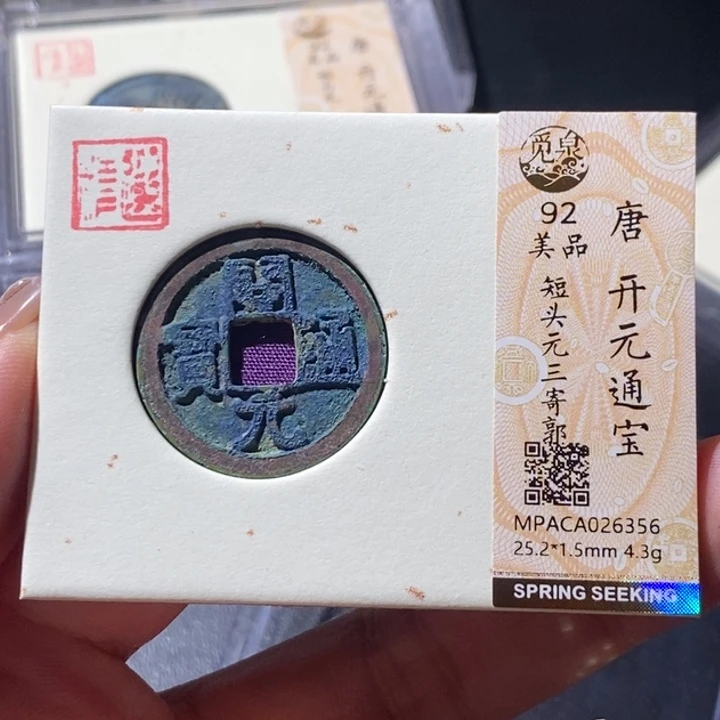 觅泉
92
美品
唐 开元通宝
短头元三寄郭
MPACA026356
25.2*1.5mm 4.3g
SPRING SEEKING
開元通寶